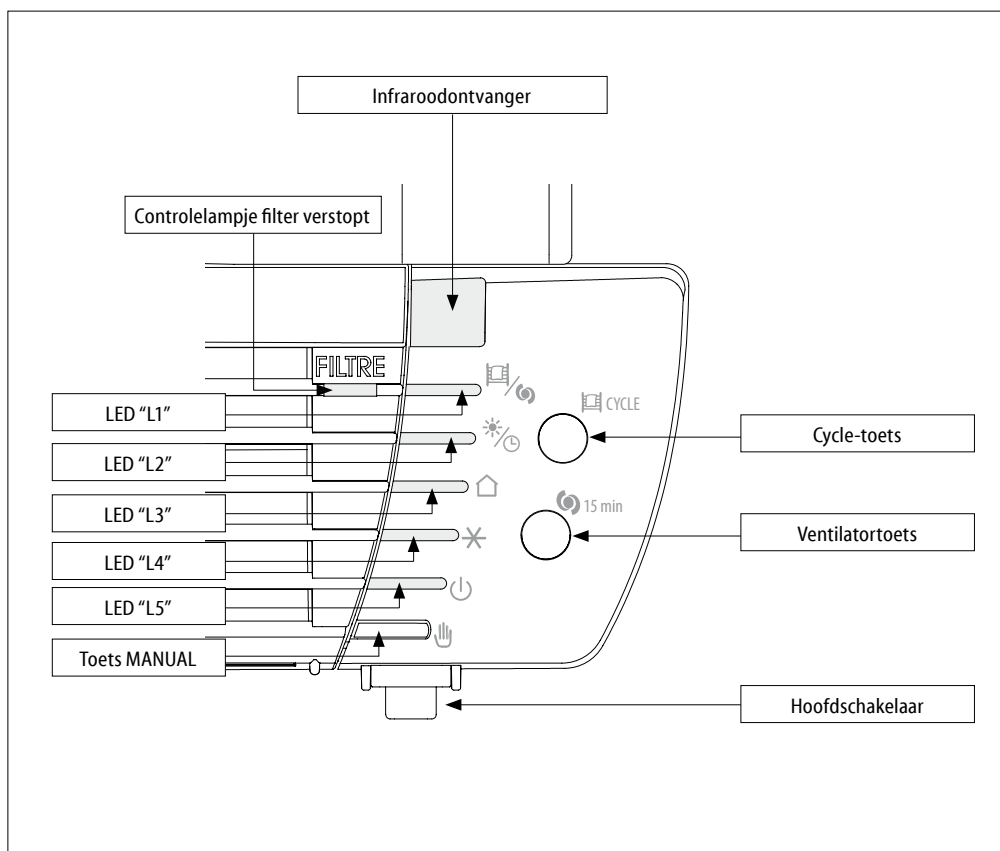 Infraroodontvanger
Controlelampje filter verstopt
FILTRE
LED “L1”
CYCLE
Cycle-toets
LED “L2”
LED “L3”
15 min
Ventilatortoets
LED “L4”
LED “L5”
Toets MANUAL
Hoofdschakelaar